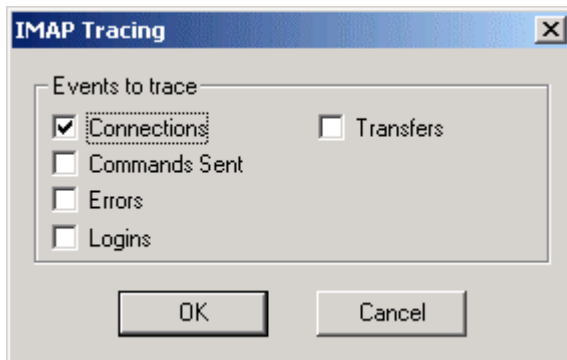 IMAP Tracing
Events to trace
Connections
Transfers
Commands Sent
Errors
Logins
OK
Cancel